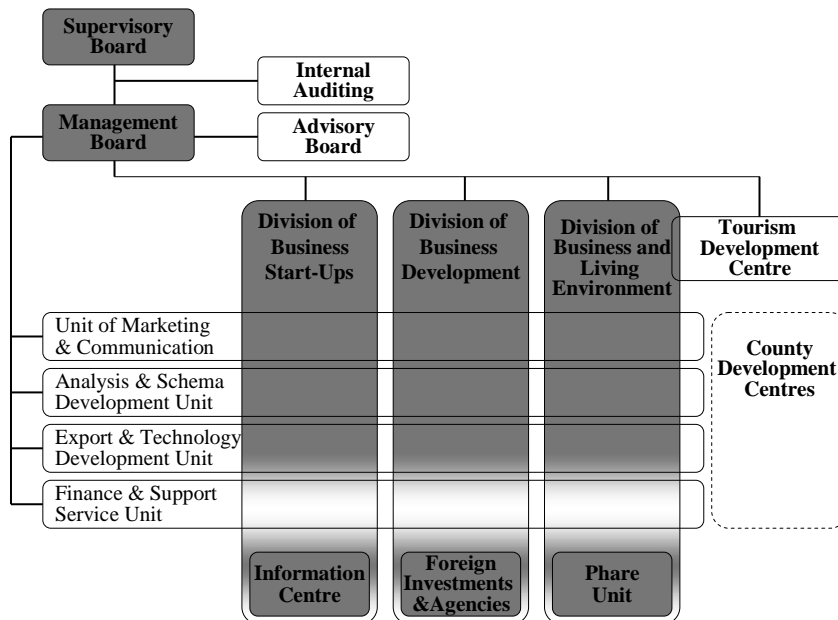 Supervisory
Board
Internal
Auditing
Management
Board
Advisory
Board
Division of
Business
Start-Ups
Division of
Business
Development
Division of
Business and
Living
Environment
Tourism
Development
Centre
Unit of Marketing
& Communication
Analysis & Schema
Development Unit
Export & Technology
Development Unit
Finance & Support
Service Unit
County
Development
Centres
Information
Centre
Foreign
Investments
&Agencies
Phare
Unit